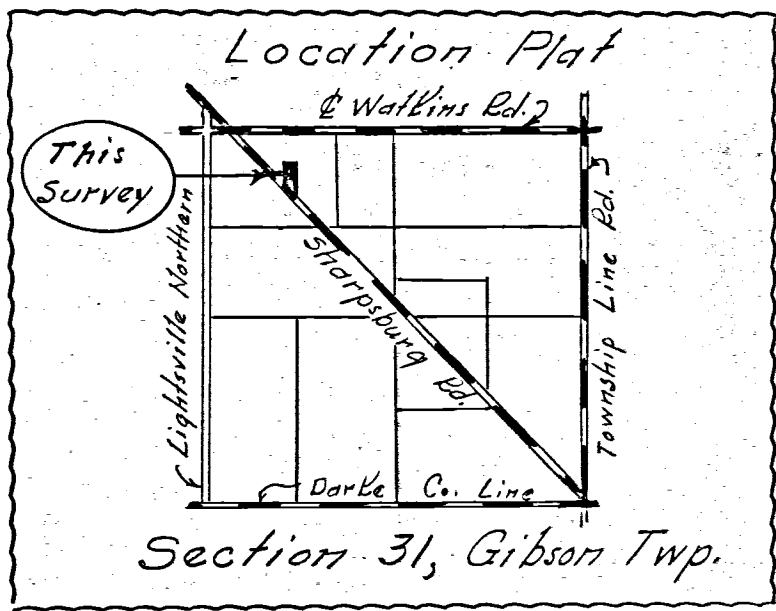 Location Plat
℄ Watkins Rd.
This
Survey
Lightsville Northern
Sharpsburg Rd.
Township Line Rd.
Darke Co. Line
Section 31, Gibson Twp.